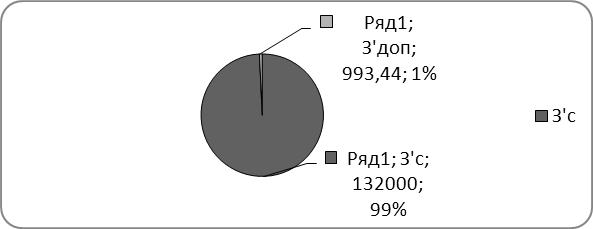 Ряд1;
З'доп;
993,44; 1%
З'с
Ряд1; З'с;
132000;
99%